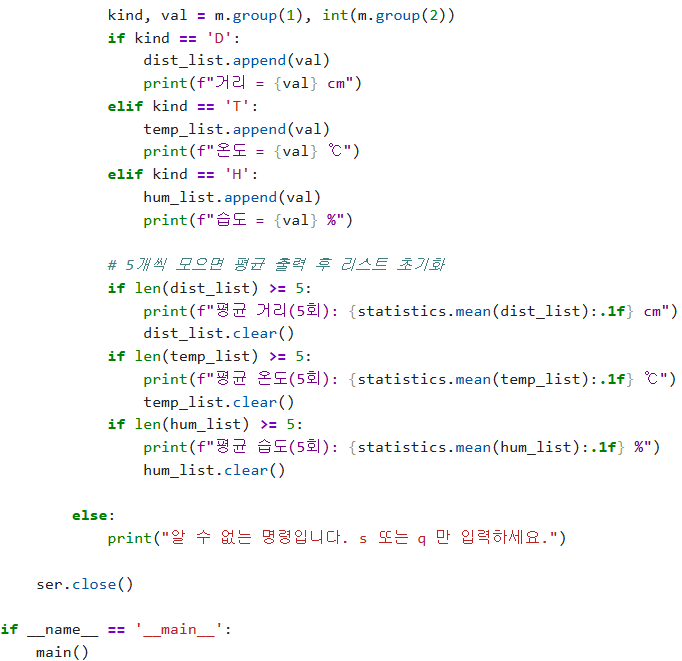 kind, val = m.group(1), int(m.group(2))
if kind == 'D':
dist_list.append(val)
print(f"거리 = {val} cm")
elif kind == 'T':
temp_list.append(val)
print(f"온도 = {val} ℃")
elif kind == 'H':
hum_list.append(val)
print(f"습도 = {val} %")
# 5개씩 모으면 평균 출력 후 리스트 초기화
if len(dist_list) >= 5:
print(f"평균 거리(5회): {statistics.mean(dist_list):.1f} cm")
dist_list.clear()
if len(temp_list) >= 5:
print(f"평균 온도(5회): {statistics.mean(temp_list):.1f} ℃")
temp_list.clear()
if len(hum_list) >= 5:
print(f"평균 습도(5회): {statistics.mean(hum_list):.1f} %")
hum_list.clear()
else:
print("알 수 없는 명령입니다. s 또는 q 만 입력하세요.")
ser.close()
if __name__ == '__main__':
main()